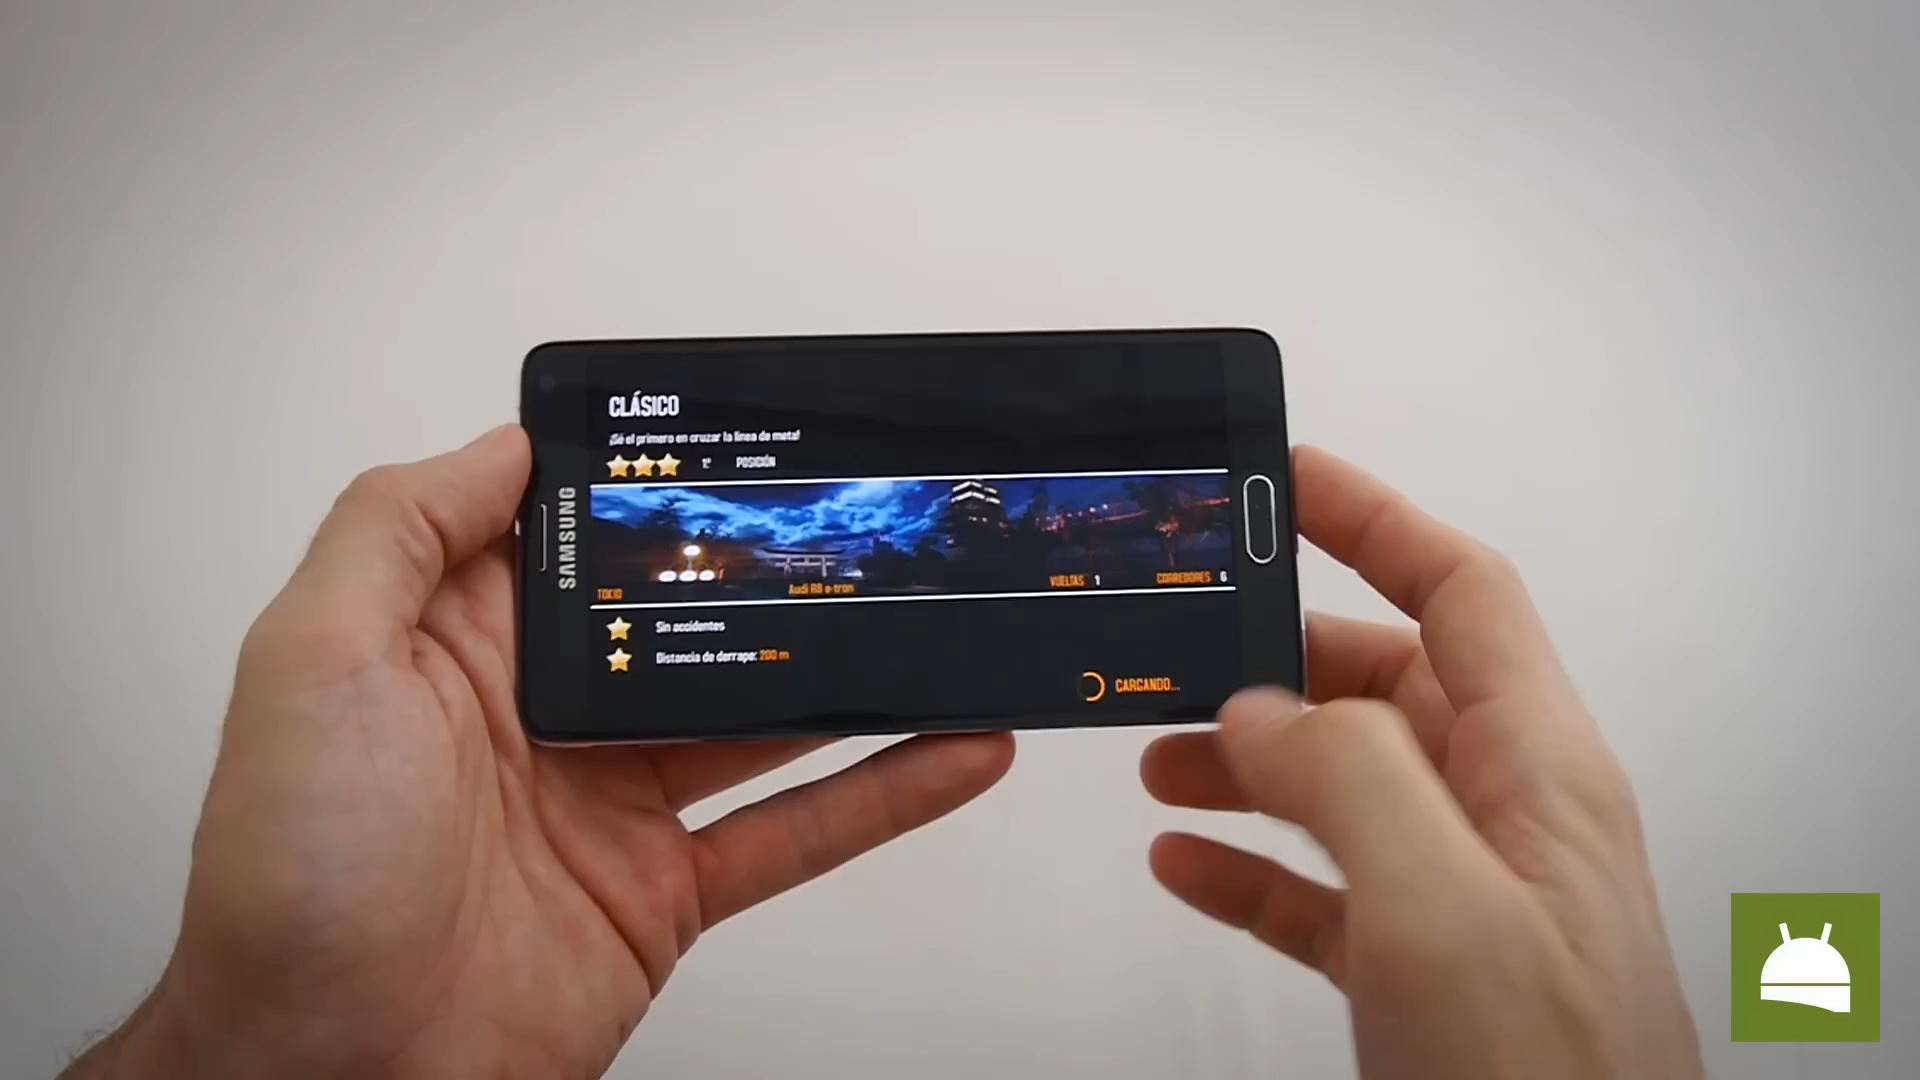 CLÁSICO
¡Sé el primero en cruzar la línea de meta!
1º POSICIÓN
SAMSUNG
TOKIO
Audi R8 e-tron
VUELTAS 1
CORREDORES 6
Sin accidentes
Distancia de derrape: 200 m
CARGANDO...